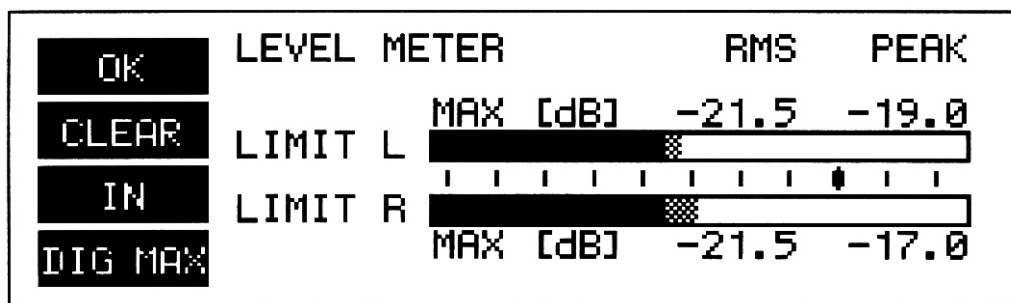 OK
CLEAR
IN
DIG MAX
LEVEL METER RMS PEAK
MAX [dB] -21.5 -19.0
LIMIT L
LIMIT R
MAX [dB] -21.5 -17.0